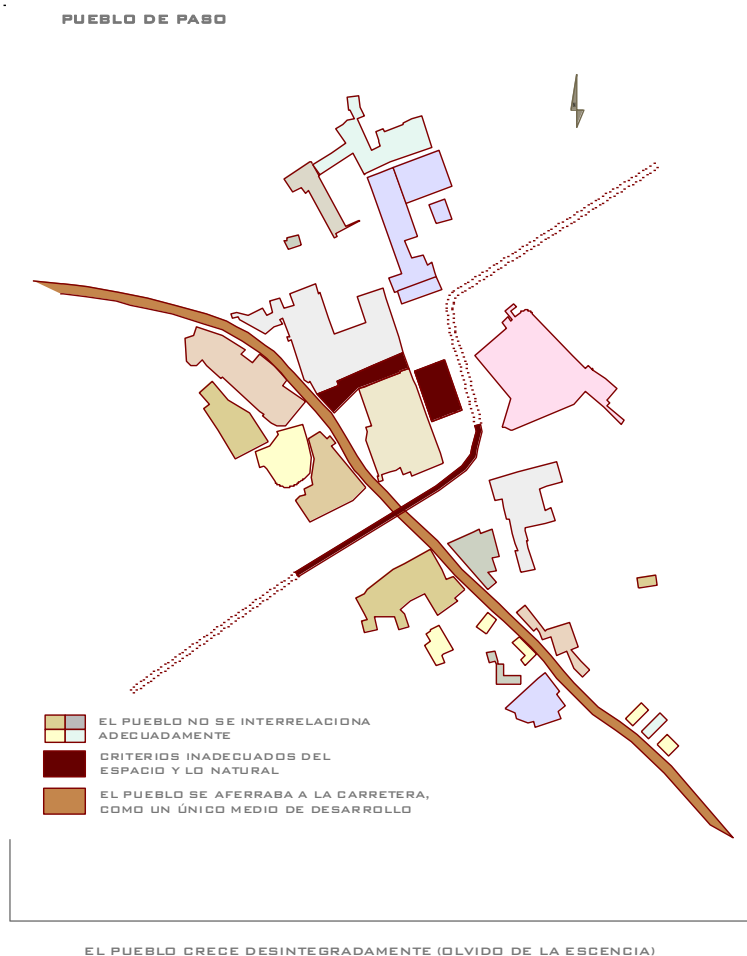 PUEBLO DE PASO
EL PUEBLO NO SE INTERRELACIONA
ADECUADAMENTE
CRITERIOS INADECUADOS DEL
ESPACIO Y LO NATURAL
EL PUEBLO SE AFERRABA A LA CARRETERA,
COMO UN ÚNICO MEDIO DE DESARROLLO
EL PUEBLO CRECE DESINTEGRADAMENTE (OLVIDO DE LA ESCENCIA)